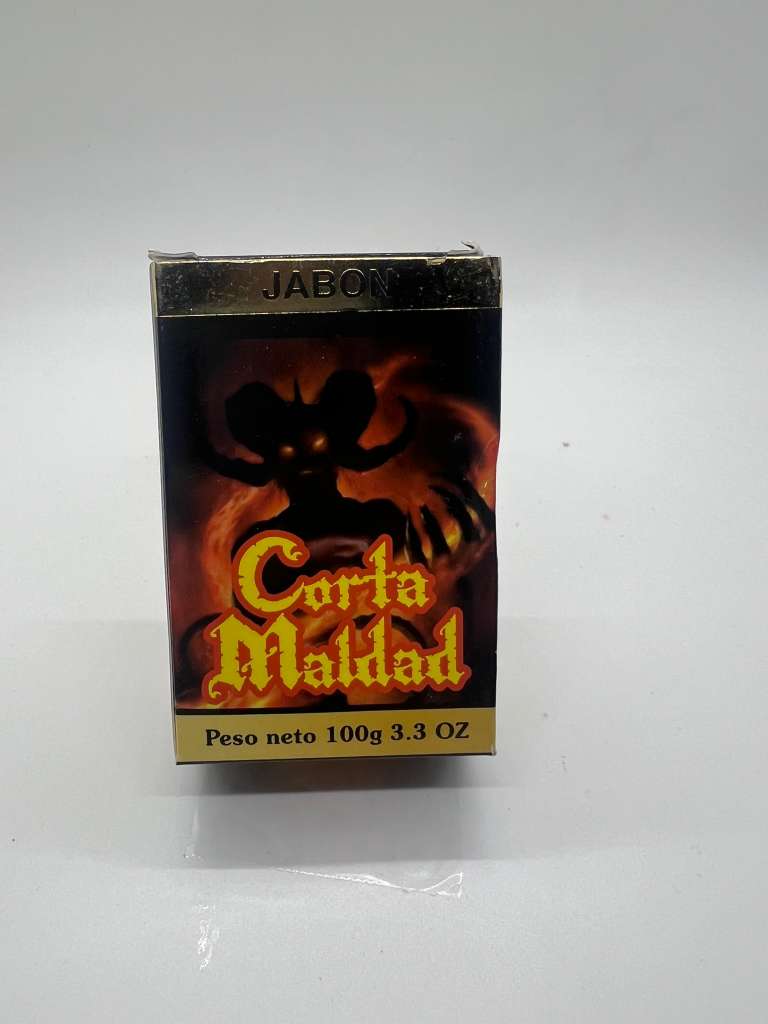 JABON
Corta
Maldad
Peso neto 100g 3.3 OZ